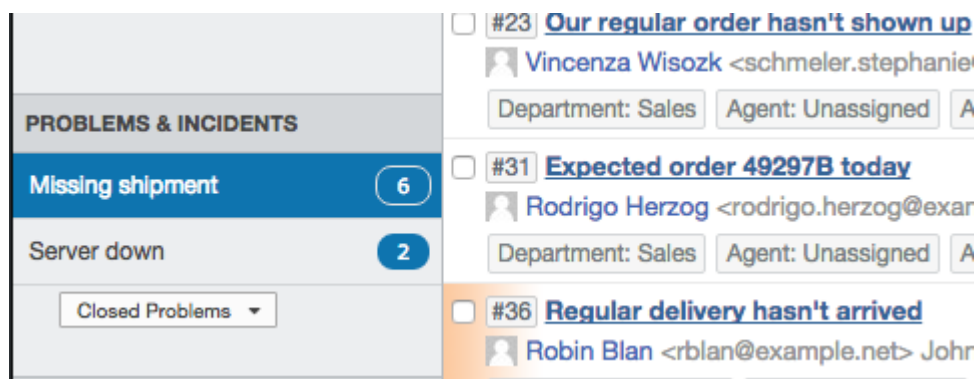 PROBLEMS & INCIDENTS
Missing shipment 6
Server down 2
Closed Problems
#23 Our regular order hasn't shown up
Vincenza Wisozk <schmeler.stephanie
Department: Sales Agent: Unassigned A
#31 Expected order 49297B today
Rodrigo Herzog <rodrigo.herzog@exam
Department: Sales Agent: Unassigned A
#36 Regular delivery hasn't arrived
Robin Blan <rblan@example.net> John